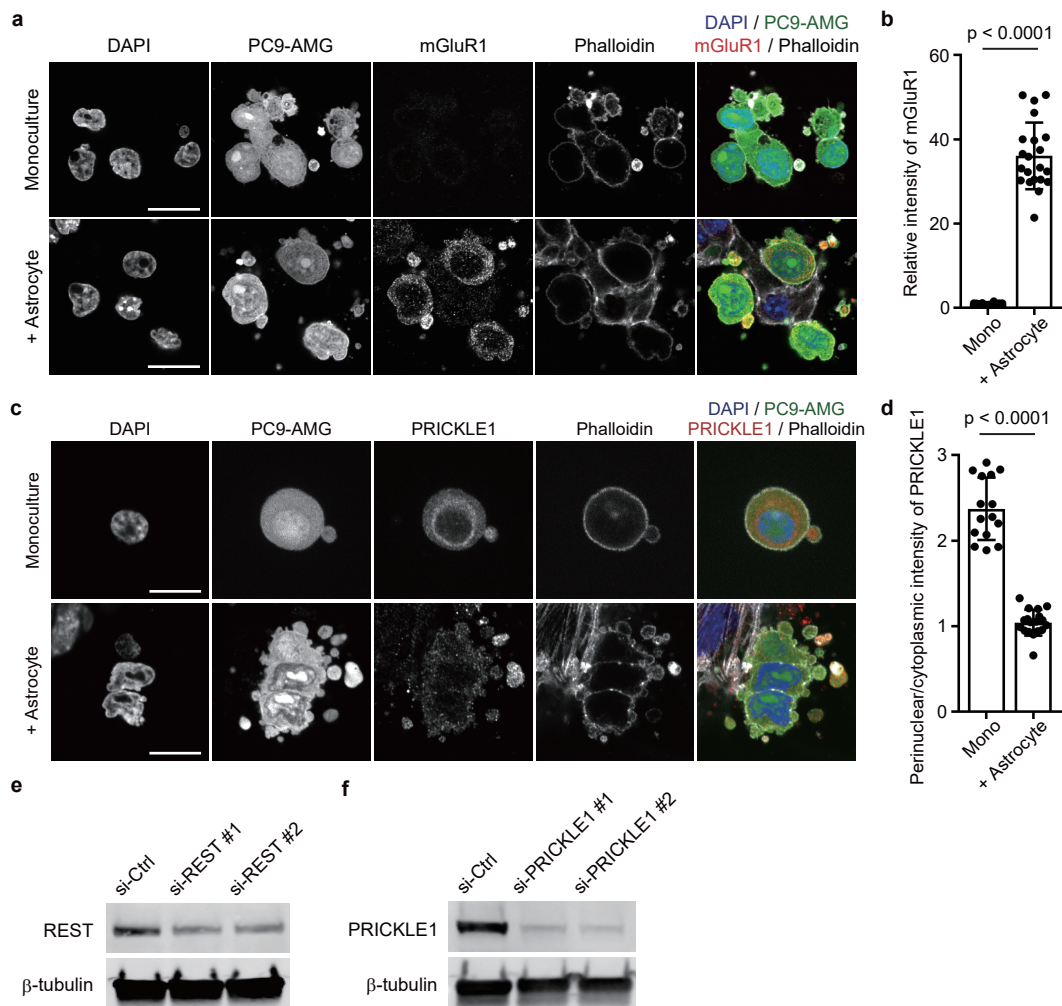 a
DAPI
PC9-AMG
mGluR1
Phalloidin
DAPI / PC9-AMG
mGluR1 / Phalloidin
Monoculture
+ Astrocyte
b
p < 0.0001
Relative intensity of mGluR1
60
40
20
0
Mono
+ Astrocyte
c
DAPI
PC9-AMG
PRICKLE1
Phalloidin
DAPI / PC9-AMG
PRICKLE1 / Phalloidin
Monoculture
+ Astrocyte
d
p < 0.0001
Perinuclear/cytoplasmic intensity of PRICKLE1
3
2
1
0
Mono
+ Astrocyte
e
si-Ctrl
si-REST #1
si-REST #2
REST
β-tubulin
f
si-Ctrl
si-PRICKLE1 #1
si-PRICKLE1 #2
PRICKLE1
β-tubulin